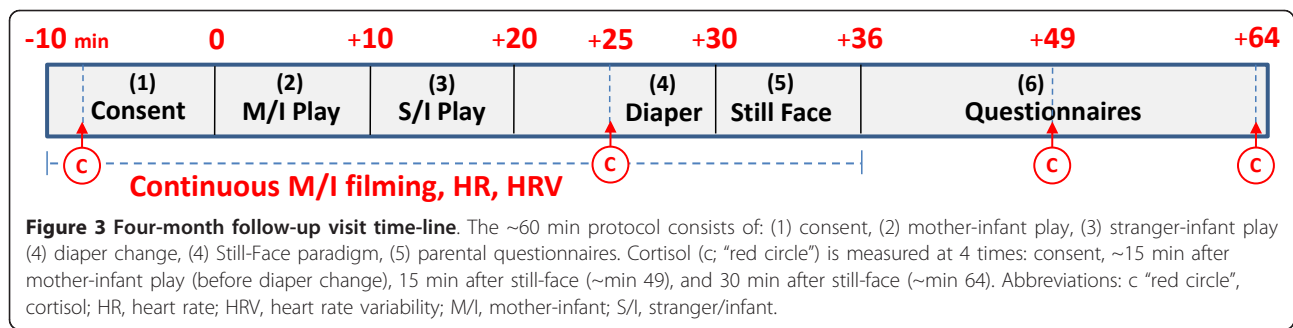 -10 min 0 +10 +20 +25 +30 +36 +49 +64
(1) (2) (3) (4) (5) (6)
Consent M/I Play S/I Play Diaper Still Face Questionnaires
C C C C
Continuous M/I filming, HR, HRV
Figure 3 Four-month follow-up visit time-line. The ~60 min protocol consists of: (1) consent, (2) mother-infant play, (3) stranger-infant play
(4) diaper change, (4) Still-Face paradigm, (5) parental questionnaires. Cortisol (c; “red circle”) is measured at 4 times: consent, ~15 min after
mother-infant play (before diaper change), 15 min after still-face (~min 49), and 30 min after still-face (~min 64). Abbreviations: c “red circle”,
cortisol; HR, heart rate; HRV, heart rate variability; M/I, mother-infant; S/I, stranger/infant.